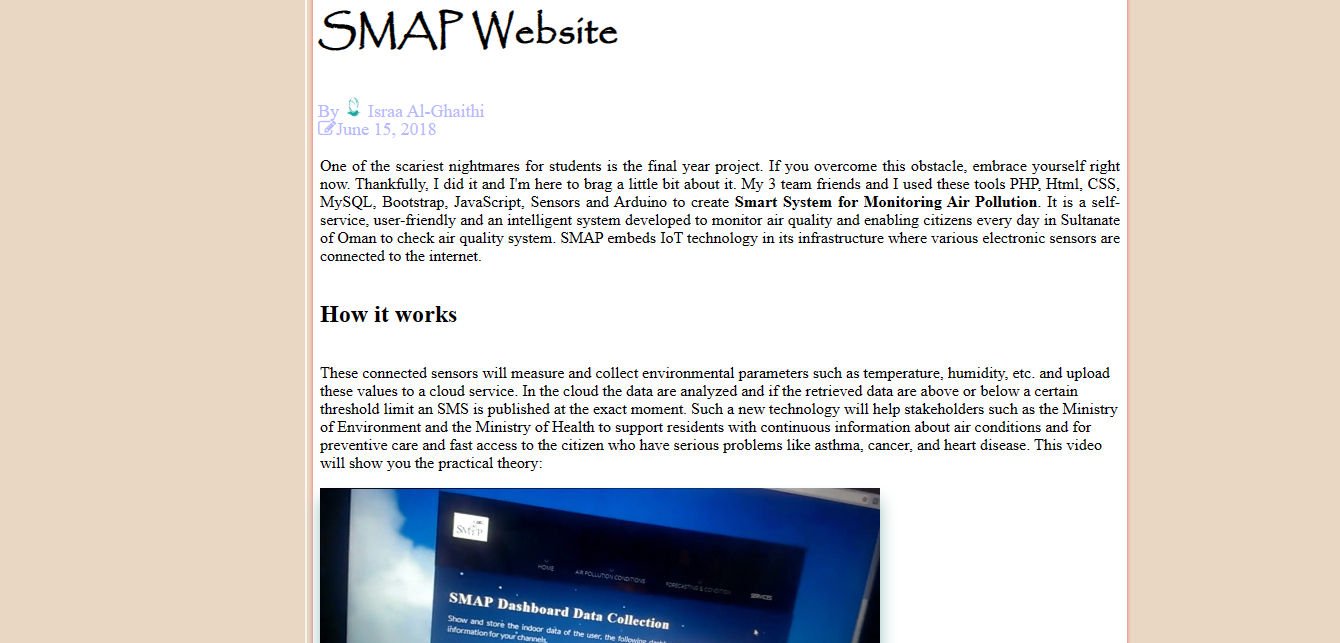 SMAP Website
By Israa Al-Ghaithi
June 15, 2018
One of the scariest nightmares for students is the final year project. If you overcome this obstacle, embrace yourself right
now. Thankfully, I did it and I'm here to brag a little bit about it. My 3 team friends and I used these tools PHP, Html, CSS,
MySQL, Bootstrap, JavaScript, Sensors and Arduino to create Smart System for Monitoring Air Pollution. It is a self-
service, user-friendly and an intelligent system developed to monitor air quality and enabling citizens every day in Sultanate
of Oman to check air quality system. SMAP embeds IoT technology in its infrastructure where various electronic sensors are
connected to the internet.
How it works
These connected sensors will measure and collect environmental parameters such as temperature, humidity, etc. and upload
these values to a cloud service. In the cloud the data are analyzed and if the retrieved data are above or below a certain
threshold limit an SMS is published at the exact moment. Such a new technology will help stakeholders such as the Ministry
of Environment and the Ministry of Health to support residents with continuous information about air conditions and for
preventive care and fast access to the citizen who have serious problems like asthma, cancer, and heart disease. This video
will show you the practical theory:
SMAP
HOME AIR POLLUTION CONDITIONS FORECASTING & CONDITION SERVICES
SMAP Dashboard Data Collection
Show and store the indoor data of the user, the following
information for your channels.